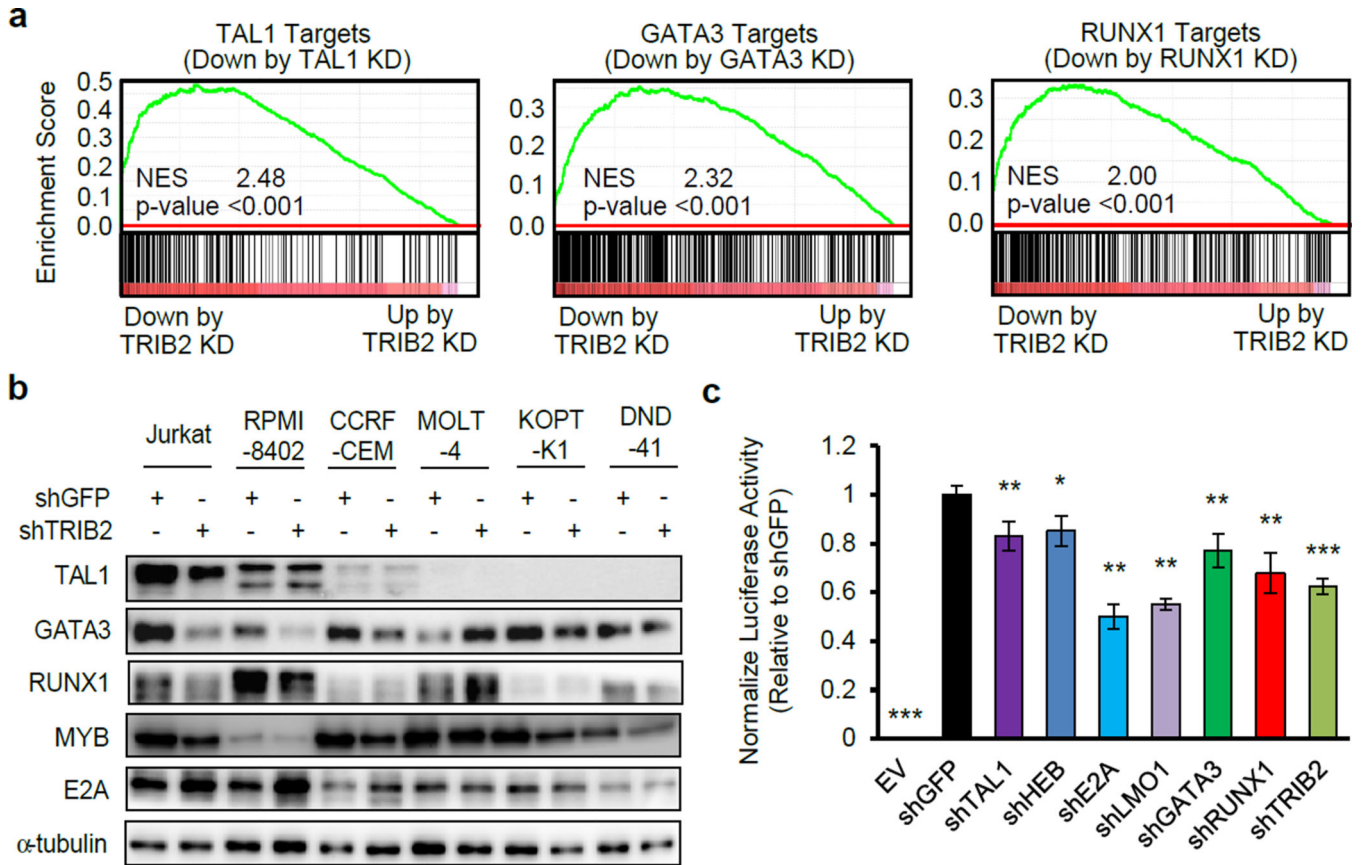 a
TAL1 Targets
(Down by TAL1 KD)
GATA3 Targets
(Down by GATA3 KD)
RUNX1 Targets
(Down by RUNX1 KD)
Enrichment Score
0.5
0.4
0.3
0.2
0.1
0.0
NES 2.48
p-value <0.001
0.3
0.2
0.1
0.0
NES 2.32
p-value <0.001
0.3
0.2
0.1
0.0
NES 2.00
p-value <0.001
Down by
TRIB2 KD
Up by
TRIB2 KD
Down by
TRIB2 KD
Up by
TRIB2 KD
Down by
TRIB2 KD
Up by
TRIB2 KD
b
Jurkat
RPMI
-8402
CCRF
-CEM
MOLT
-4
KOPT
-K1
DND
-41
shGFP + - + - + - + - + - + -
shTRIB2 - + - + - + - + - + - +
TAL1
GATA3
RUNX1
MYB
E2A
α-tubulin
c
Normalize Luciferase Activity
(Relative to shGFP)
1.2
1
0.8
0.6
0.4
0.2
0
***
**
*
**
**
**
**
***
EV
shGFP
shTAL1
shHEB
shE2A
shLMO1
shGATA3
shRUNX1
shTRIB2